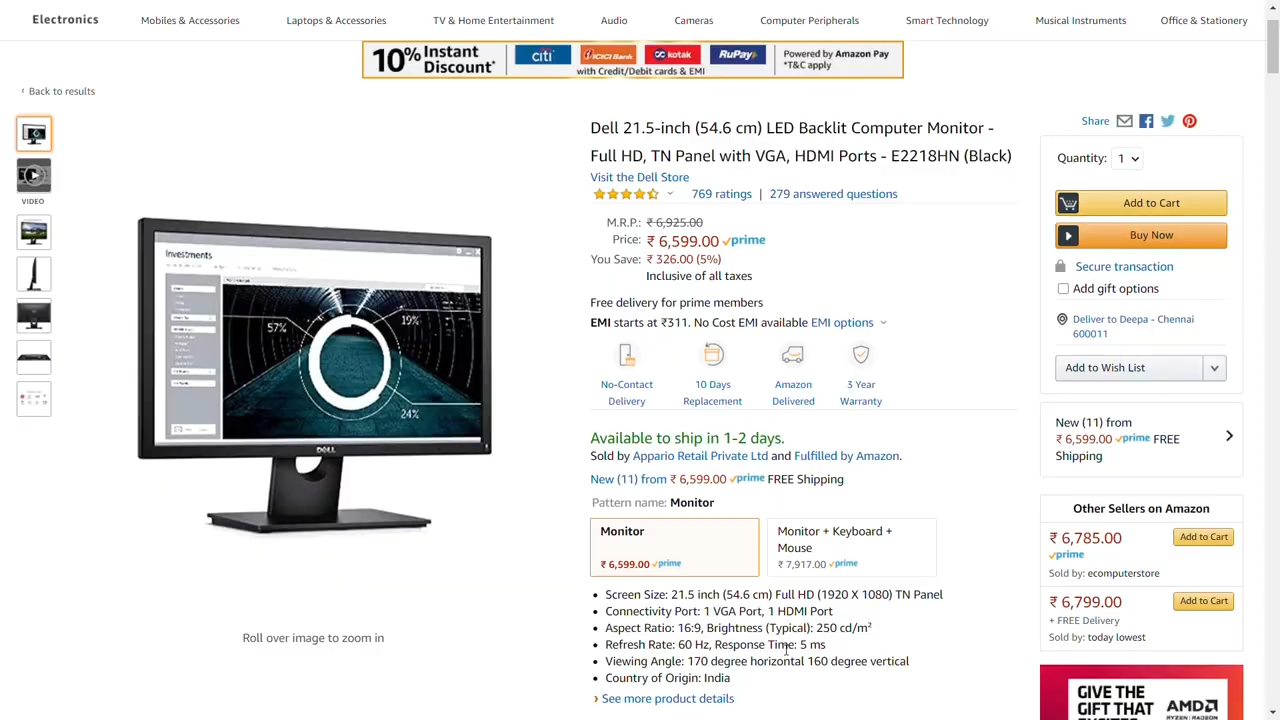 Electronics
Mobiles & Accessories
Laptops & Accessories
TV & Home Entertainment
Audio
Cameras
Computer Peripherals
Smart Technology
Musical Instruments
Office & Stationery
10% Instant Discount*
citi
ICICI Bank
kotak
RuPay
with Credit/Debit cards & EMI
Powered by Amazon Pay
*T&C apply
‹ Back to results
VIDEO
Investments
57%
19%
24%
DELL
Roll over image to zoom in
Dell 21.5-inch (54.6 cm) LED Backlit Computer Monitor -
Full HD, TN Panel with VGA, HDMI Ports - E2218HN (Black)
Visit the Dell Store
769 ratings | 279 answered questions
M.R.P.: ₹ 6,925.00
Price: ₹ 6,599.00 prime
You Save: ₹ 326.00 (5%)
Inclusive of all taxes
Free delivery for prime members
EMI starts at ₹311. No Cost EMI available EMI options
No-Contact
Delivery
10 Days
Replacement
Amazon
Delivered
3 Year
Warranty
Available to ship in 1-2 days.
Sold by Appario Retail Private Ltd and Fulfilled by Amazon.
New (11) from ₹ 6,599.00 prime FREE Shipping
Pattern name: Monitor
Monitor
₹ 6,599.00 prime
Monitor + Keyboard +
Mouse
₹ 7,917.00 prime
• Screen Size: 21.5 inch (54.6 cm) Full HD (1920 X 1080) TN Panel
• Connectivity Port: 1 VGA Port, 1 HDMI Port
• Aspect Ratio: 16:9, Brightness (Typical): 250 cd/m²
• Refresh Rate: 60 Hz, Response Time: 5 ms
• Viewing Angle: 170 degree horizontal 160 degree vertical
• Country of Origin: India
› See more product details
Share
Quantity: 1
Add to Cart
Buy Now
Secure transaction
Add gift options
Deliver to Deepa - Chennai
600011
Add to Wish List
New (11) from
₹ 6,599.00 prime FREE
Shipping
Other Sellers on Amazon
₹ 6,785.00
Add to Cart
prime
Sold by: ecomputerstore
₹ 6,799.00
Add to Cart
+ FREE Delivery
Sold by: today lowest
GIVE THE
GIFT THAT
AMD